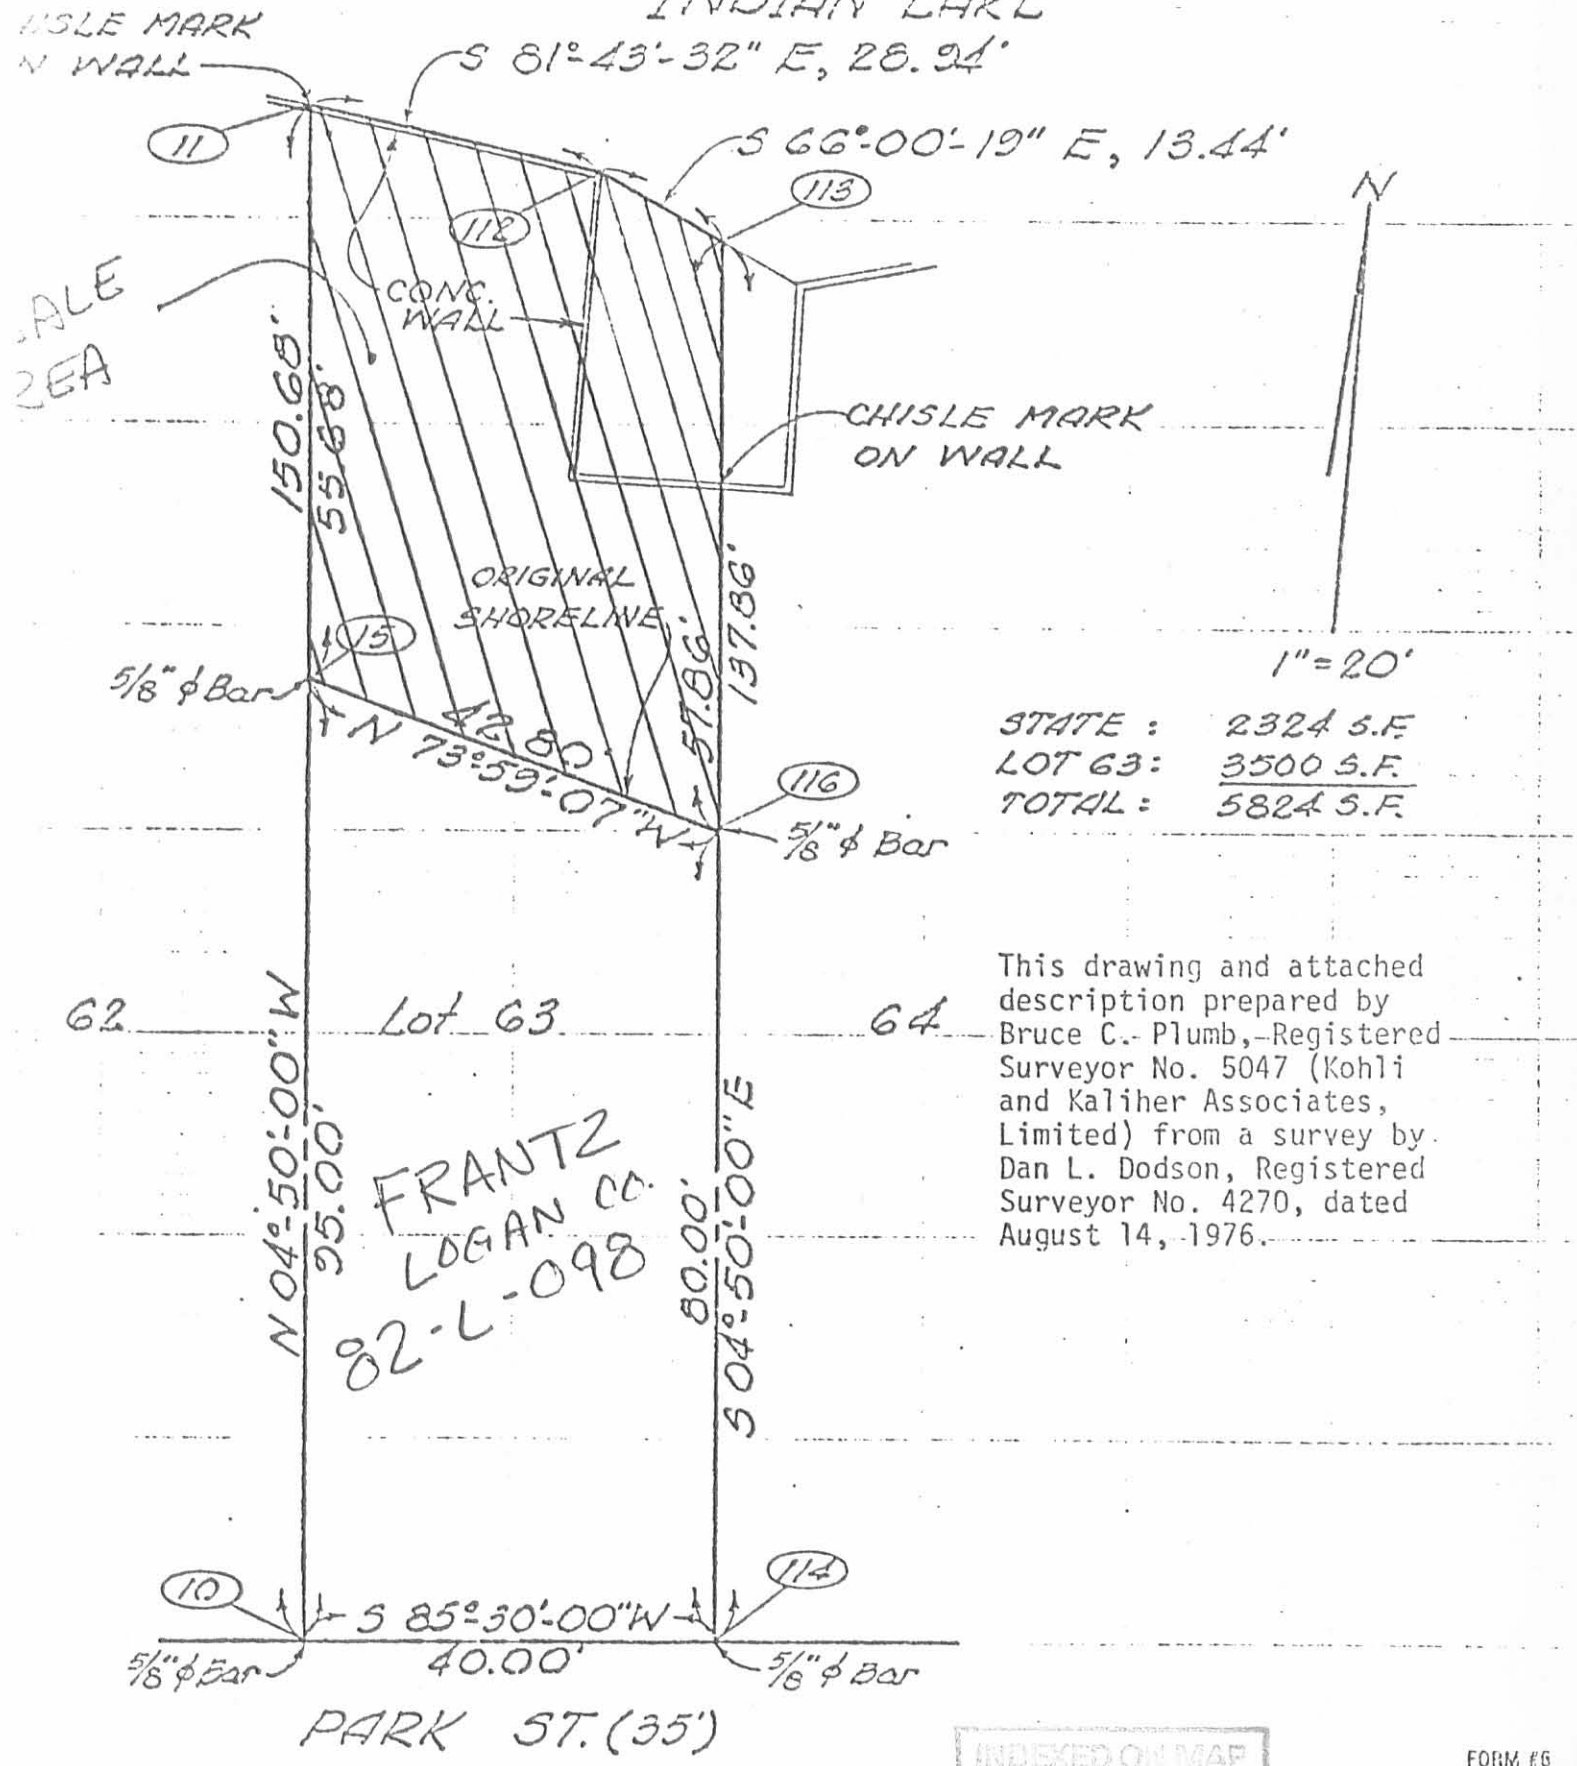 INDIAN LAKE
MARK
WALL
S 81°-43'-32" E, 28.94'
11
S 66°-00'-19" E, 13.44'
113
N
112
CONC.
WALL
150.68'
55.68'
CHISLE MARK
ON WALL
ORIGINAL
SHORELINE
15
5/8" ϕ Bar
57.86'
137.86'
1"=20'
42.80
N 73°-59'-07" W
116
5/8" ϕ Bar
STATE : 2324 S.F.
LOT 63: 3500 S.F.
TOTAL : 5824 S.F.
62
Lot 63
64
This drawing and attached
description prepared by
Bruce C. Plumb, Registered
Surveyor No. 5047 (Kohli
and Kaliher Associates,
Limited) from a survey by
Dan L. Dodson, Registered
Surveyor No. 4270, dated
August 14, 1976.
N 04°-50'-00" W
95.00'
FRANTZ
LOGAN CO.
82-L-098
80.00'
S 04°-50'-00" E
10
114
S 85°-30'-00" W
40.00'
5/8" ϕ Bar
5/8" ϕ Bar
PARK ST. (35')
INDEXED ON MAP
FORM #6